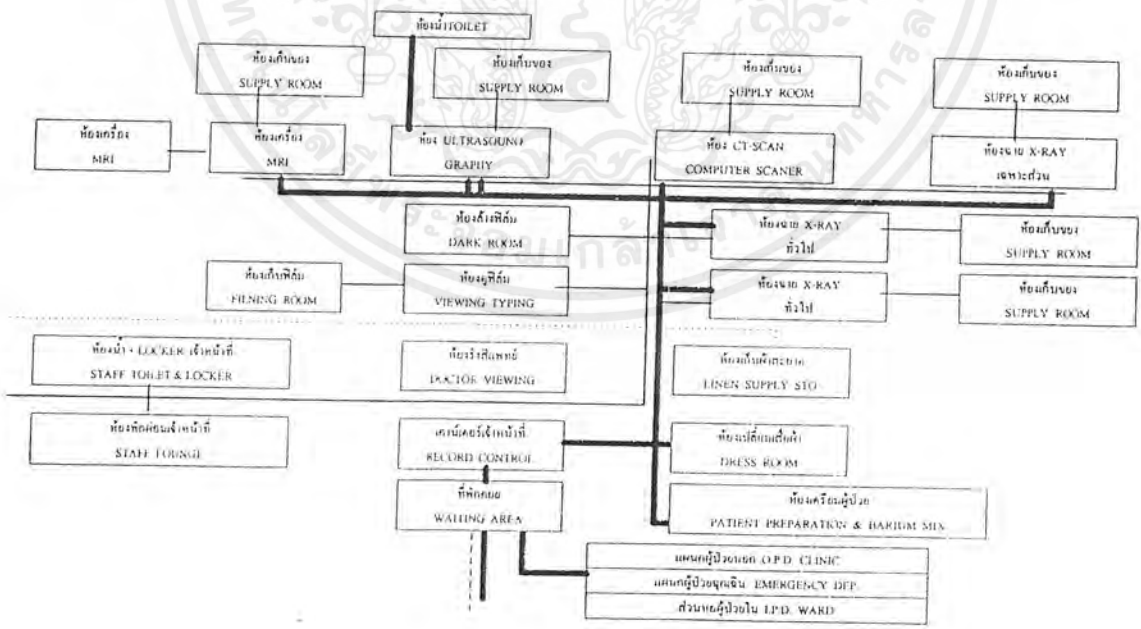 ห้องน้ำ TOILET
ห้องเก็บของ
SUPPLY ROOM
ห้องเก็บของ
SUPPLY ROOM
ห้องเก็บของ
SUPPLY ROOM
ห้องเก็บของ
SUPPLY ROOM
ห้องเครื่อง
MRI
ห้องเครื่อง
MRI
ห้อง ULTRASOUND
GRAPHY
ห้อง CT-SCAN
COMPUTER SCANER
ห้องฉาย X-RAY
เฉพาะส่วน
ห้องล้างฟิล์ม
DARK ROOM
ห้องฉาย X-RAY
ทั่วไป
ห้องเก็บของ
SUPPLY ROOM
ห้องเก็บฟิล์ม
FILNING ROOM
ห้องดูฟิล์ม
VIEWING TYPING
ห้องฉาย X-RAY
ทั่วไป
ห้องเก็บของ
SUPPLY ROOM
ห้องน้ำ + LOCKER เจ้าหน้าที่
STAFF TOILET & LOCKER
ห้องรังสีแพทย์
DOCTOR VIEWING
ห้องเก็บผ้าสะอาด
LINEN SUPPLY STO
ห้องพักผ่อนเจ้าหน้าที่
STAFF LOUNGE
เคาน์เตอร์เจ้าหน้าที่
RECORD CONTROL
ห้องเปลี่ยนเสื้อผ้า
DRESS ROOM
ที่พักคอย
WAITING AREA
ห้องเตรียมผู้ป่วย
PATIENT PREPARATION & BARIUM MIX
แผนกผู้ป่วยนอก O.P.D. CLINIC
แผนกผู้ป่วยฉุกเฉิน EMERGENCY DEP.
ส่วนหอผู้ป่วยใน I.P.D. WARD